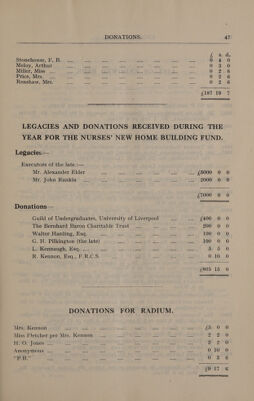 DONATIONS. 47
£ s. d.
Stonehouse, F. B. ... 0 4 0
Moloy, Arthur ... 0 3 0
Miller, Miss ... 0 2 6
Price, Mrs. ... 0 2 6
Renshaw, Mrs. ... 0 2 6
£187 19 7
LEGACIES AND DONATIONS RECEIVED DURING THE
YEAR FOR THE NURSES' NEW HOME BUILDING FUND.
Legacies—
Executors of the late:—
Mr. Alexander Elder ... £5000 0 0
Mr. John Rankin ... 2000 0 0
£7000 0 0
Donations—
Guild of Undergraduates, University of Liverpool ... £400 0 0
The Bernhard Baron Charitable Trust ... 200 0 0
Walter Harding, Esq. ... 100 0 0
G. H. Pilkington (the late) ... 100 0 0
L. Kennaugh, Esq. ... 5 5 0
R. Kennon, Esq., F.R.C.S. ... 0 10 0
£805 15 0
DONATIONS FOR RADIUM.
Mrs. Kennon ... £5 0 0
Miss Fletcher per Mrs. Kennon ... 2 2 0
H. O. Jones ... 2 2 0
Anonymous ... 0 10 0
"P.B." ... 0 3 6
£9 17 6